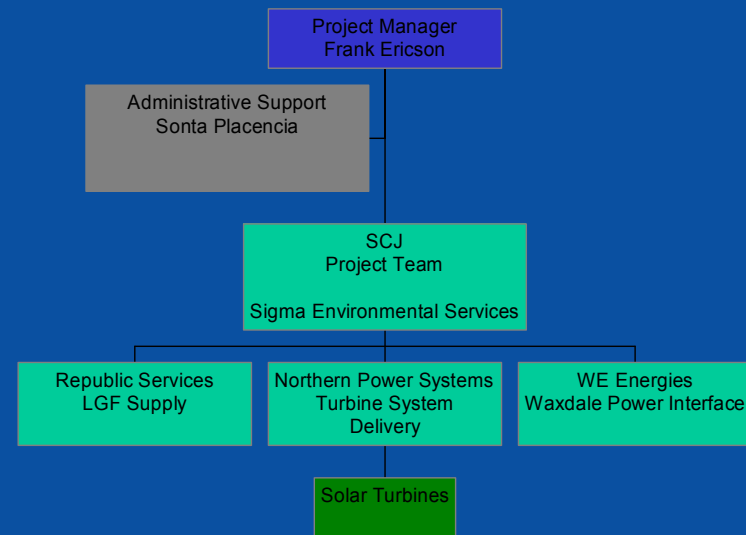 Project Manager
Frank Ericson
Administrative Support
Sonta Placencia
SCJ
Project Team
Sigma Environmental Services
Republic Services
LGF Supply
Northern Power Systems
Turbine System
Delivery
WE Energies
Waxdale Power Interface
Solar Turbines